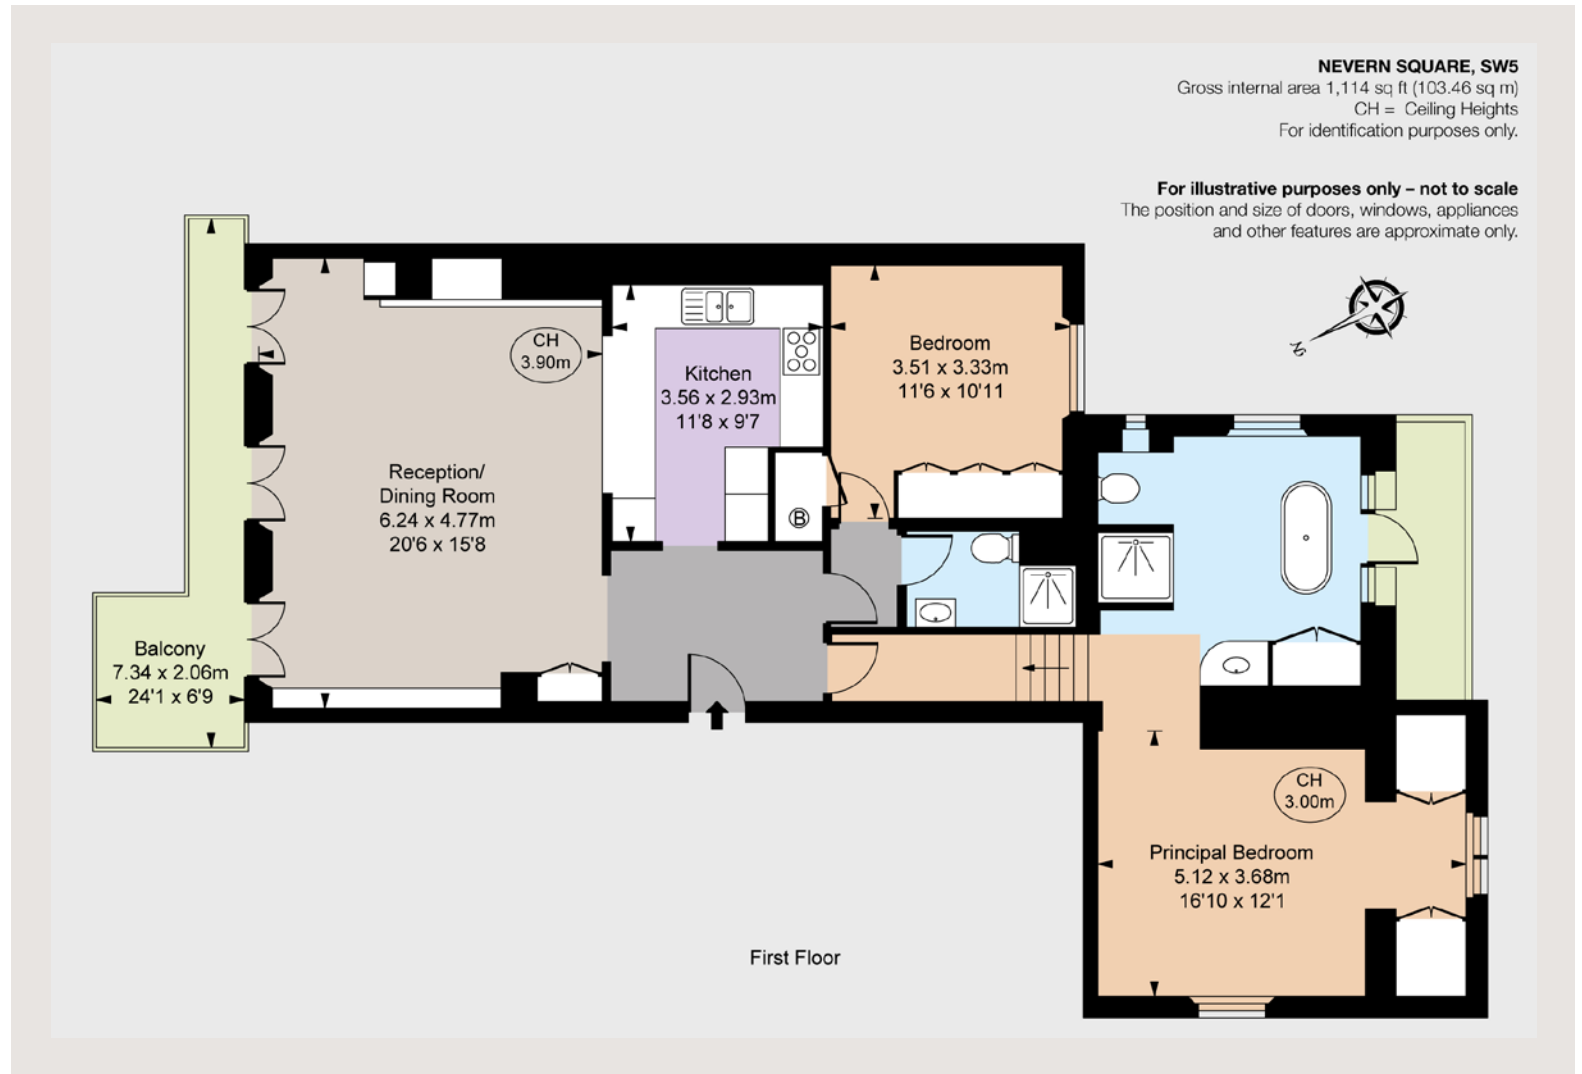 NEVERN SQUARE, SW5
Gross internal area 1,114 sq ft (103.46 sq m)
CH = Ceiling Heights
For identification purposes only.
For illustrative purposes only – not to scale
The position and size of doors, windows, appliances
and other features are approximate only.
N
CH
3.90m
Kitchen
3.56 x 2.93m
11'8 x 9'7
Bedroom
3.51 x 3.33m
11'6 x 10'11
Reception/
Dining Room
6.24 x 4.77m
20'6 x 15'8
B
Balcony
7.34 x 2.06m
24'1 x 6'9
CH
3.00m
Principal Bedroom
5.12 x 3.68m
16'10 x 12'1
First Floor